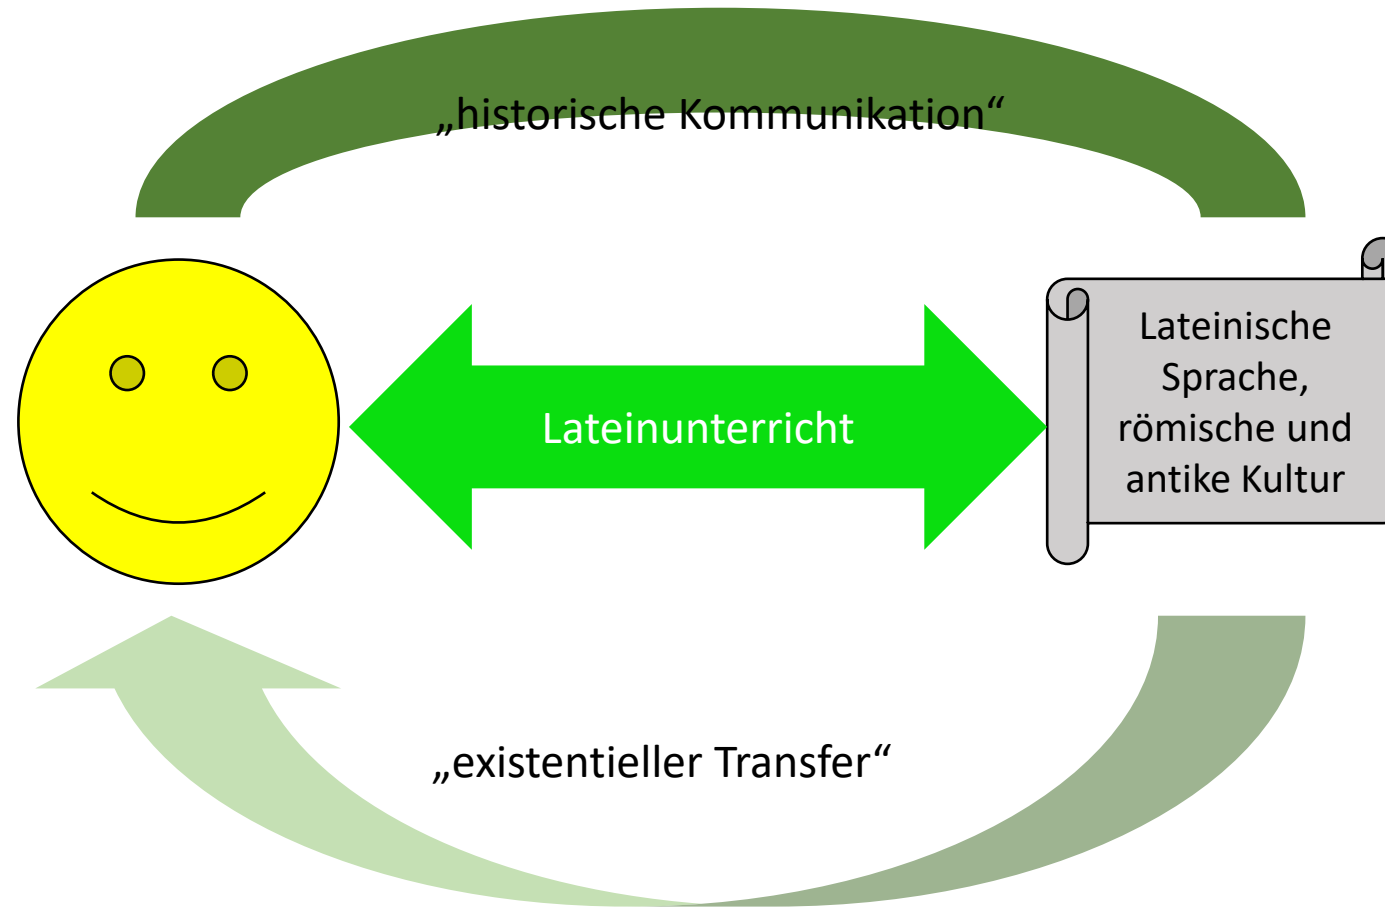 „historische Kommunikation“
Lateinunterricht
Lateinische
Sprache,
römische und
antike Kultur
„existentieller Transfer“